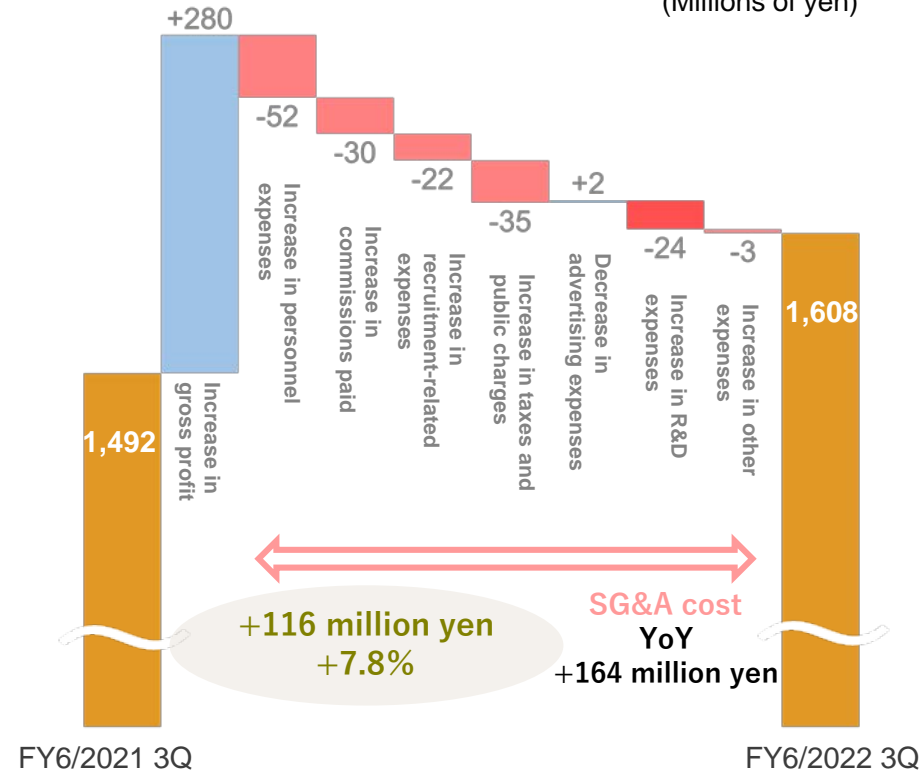 (Millions of yen)
+280
-52
-30
-22
-35
+2
-24
-3
1,492
1,608
Increase in
gross profit
Increase in personnel
expenses
Increase in
commissions paid
Increase in
recruitment-related
expenses
Increase in taxes and
public charges
Decrease in
advertising expenses
Increase in R&D
expenses
Increase in other
expenses
+116 million yen
+7.8%
SG&A cost
YoY
+164 million yen
FY6/2021 3Q
FY6/2022 3Q